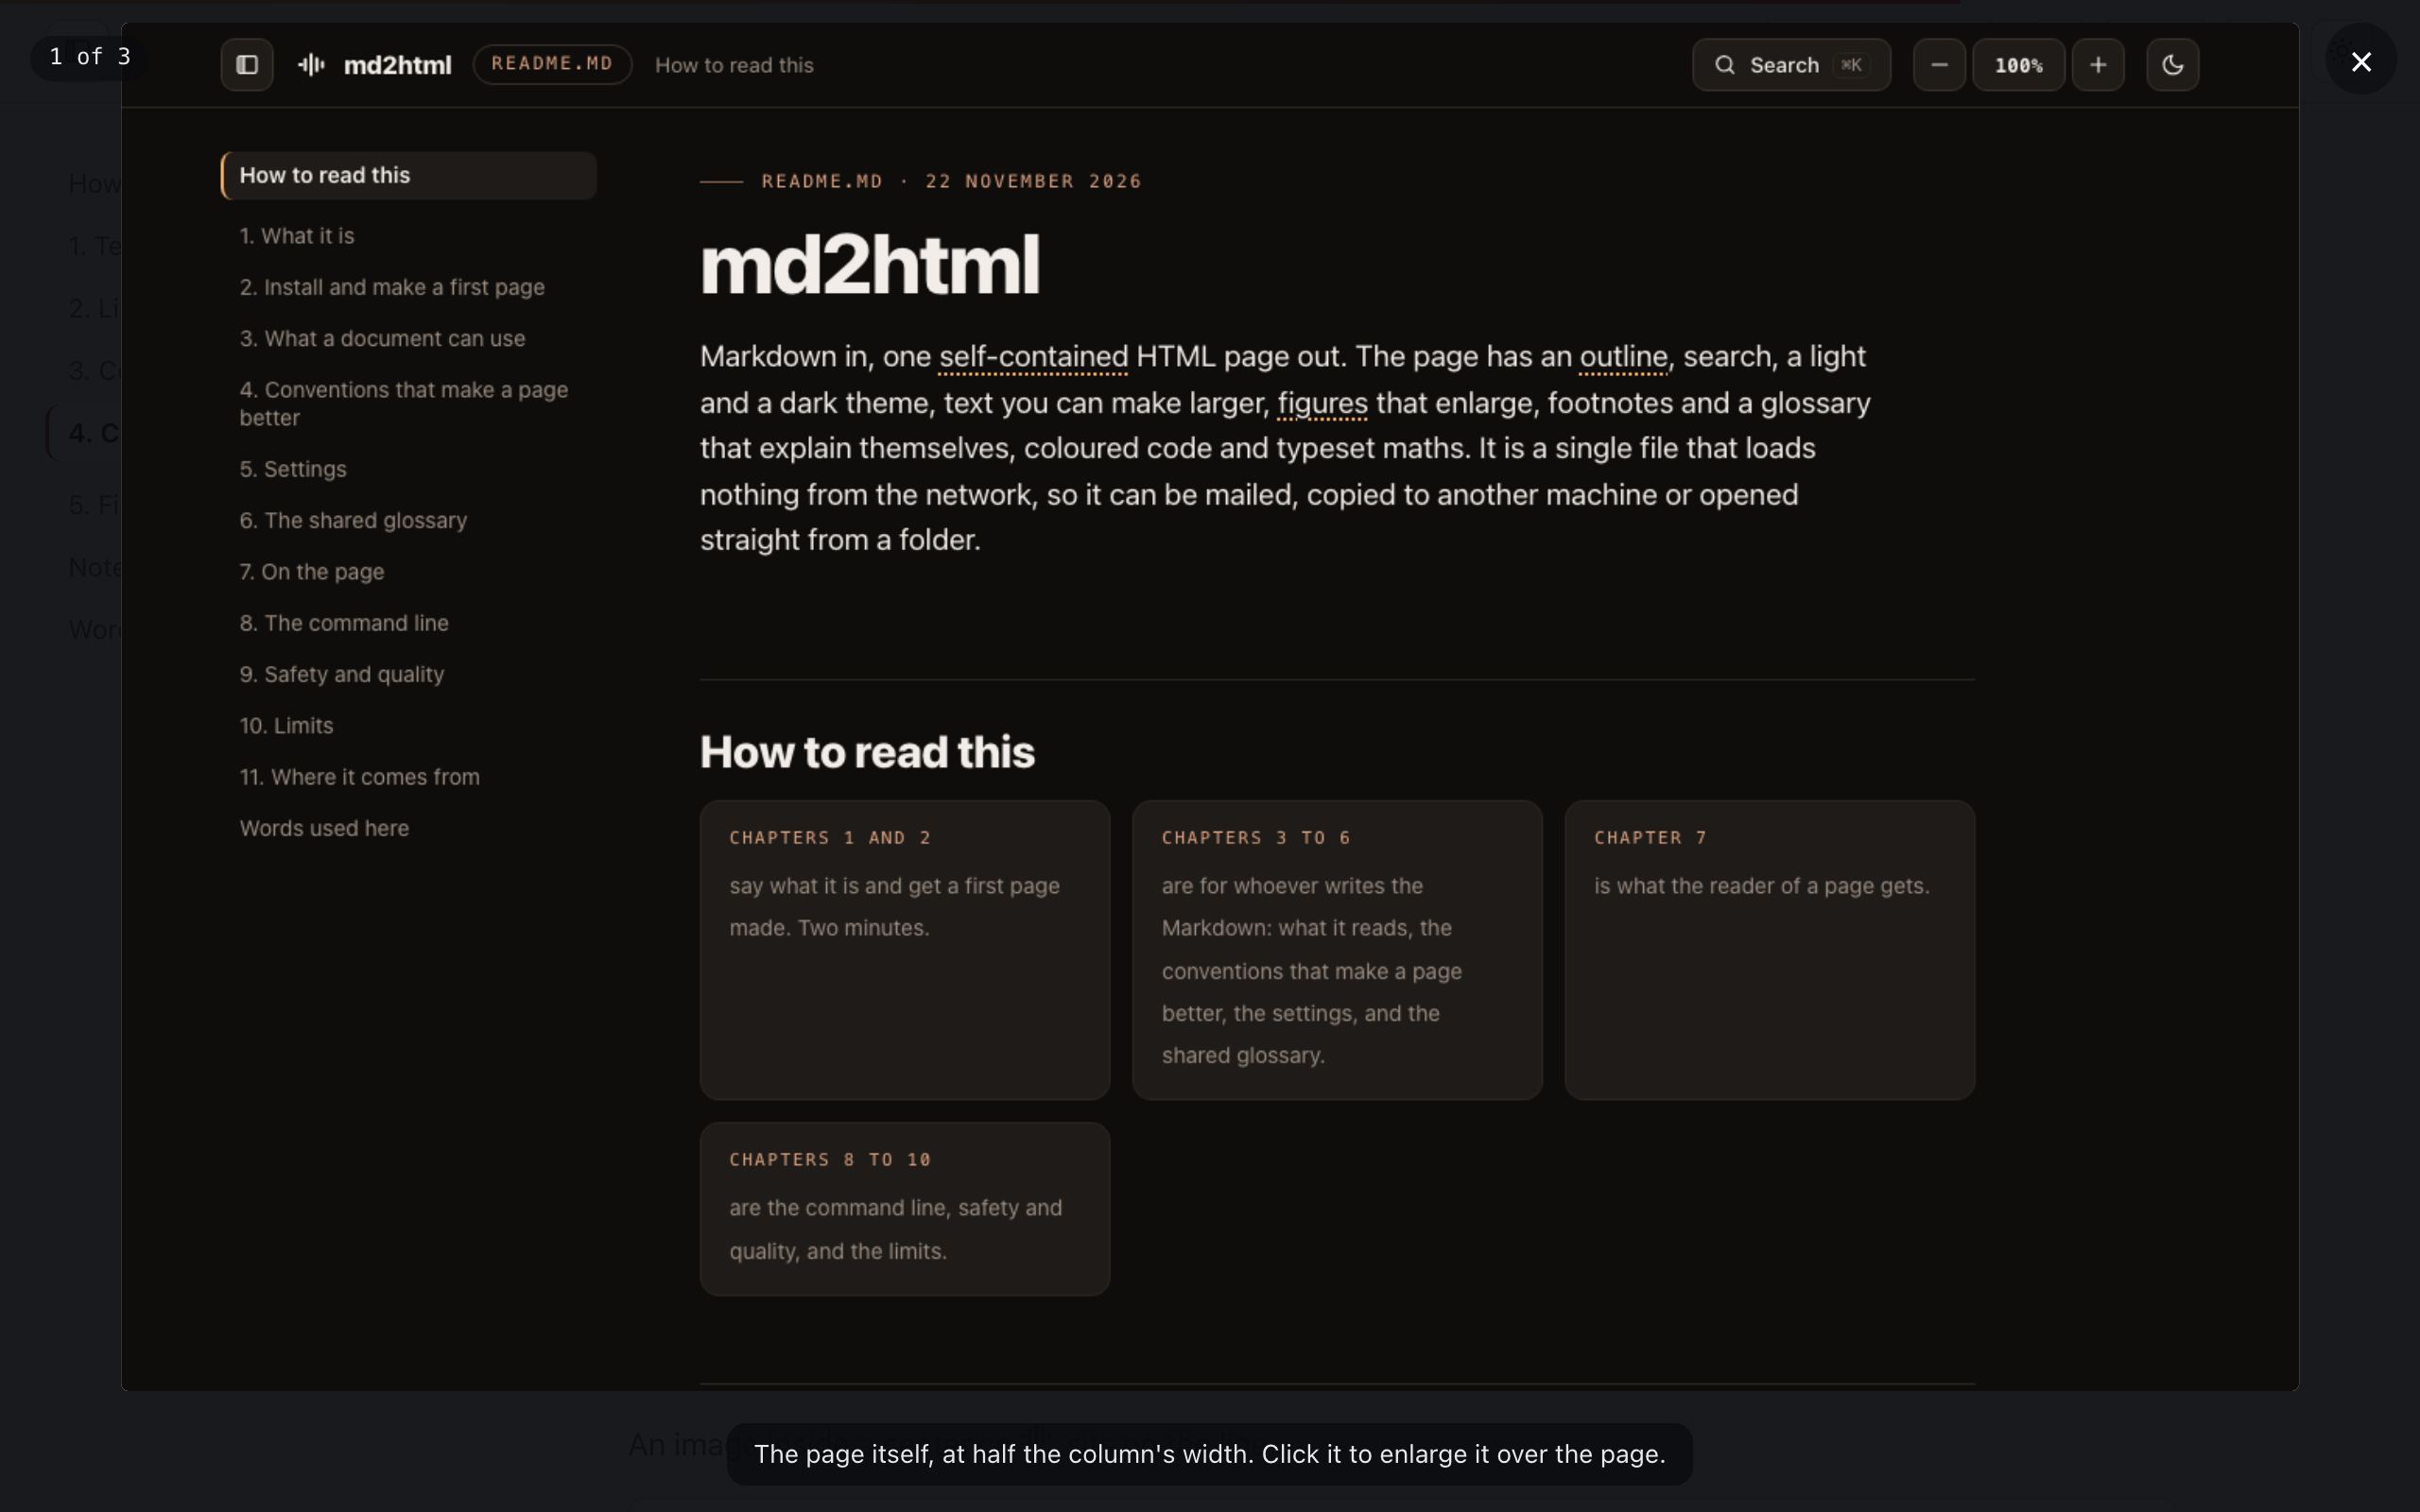 1 of 3
md2html
README.MD
How to read this
Search ⌘K
−
100%
+
×
How to read this
1. What it is
2. Install and make a first page
3. What a document can use
4. Conventions that make a page
better
5. Settings
6. The shared glossary
7. On the page
8. The command line
9. Safety and quality
10. Limits
11. Where it comes from
Words used here
README.MD · 22 NOVEMBER 2026
md2html
Markdown in, one self-contained HTML page out. The page has an outline, search, a light
and a dark theme, text you can make larger, figures that enlarge, footnotes and a glossary
that explain themselves, coloured code and typeset maths. It is a single file that loads
nothing from the network, so it can be mailed, copied to another machine or opened
straight from a folder.
How to read this
CHAPTERS 1 AND 2
say what it is and get a first page
made. Two minutes.
CHAPTERS 3 TO 6
are for whoever writes the
Markdown: what it reads, the
conventions that make a page
better, the settings, and the
shared glossary.
CHAPTER 7
is what the reader of a page gets.
CHAPTERS 8 TO 10
are the command line, safety and
quality, and the limits.
How
1.
2.
3.
4.
5.
An
The page itself, at half the column's width. Click it to enlarge it over the page.